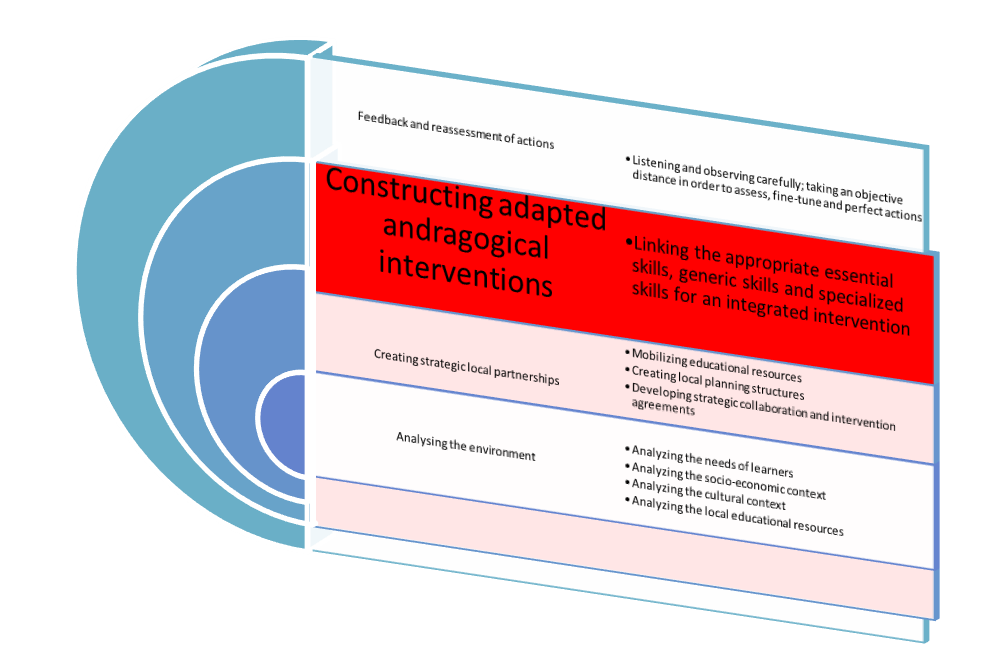 Feedback and reassessment of actions
• Listening and observing carefully; taking an objective
distance in order to assess, fine-tune and perfect actions
Constructing adapted
andragogical
interventions
•Linking the appropriate essential
skills, generic skills and specialized
skills for an integrated intervention
Creating strategic local partnerships
• Mobilizing educational resources
• Creating local planning structures
• Developing strategic collaboration and intervention
agreements
Analysing the environment
• Analyzing the needs of learners
• Analyzing the socio-economic context
• Analyzing the cultural context
• Analyzing the local educational resources